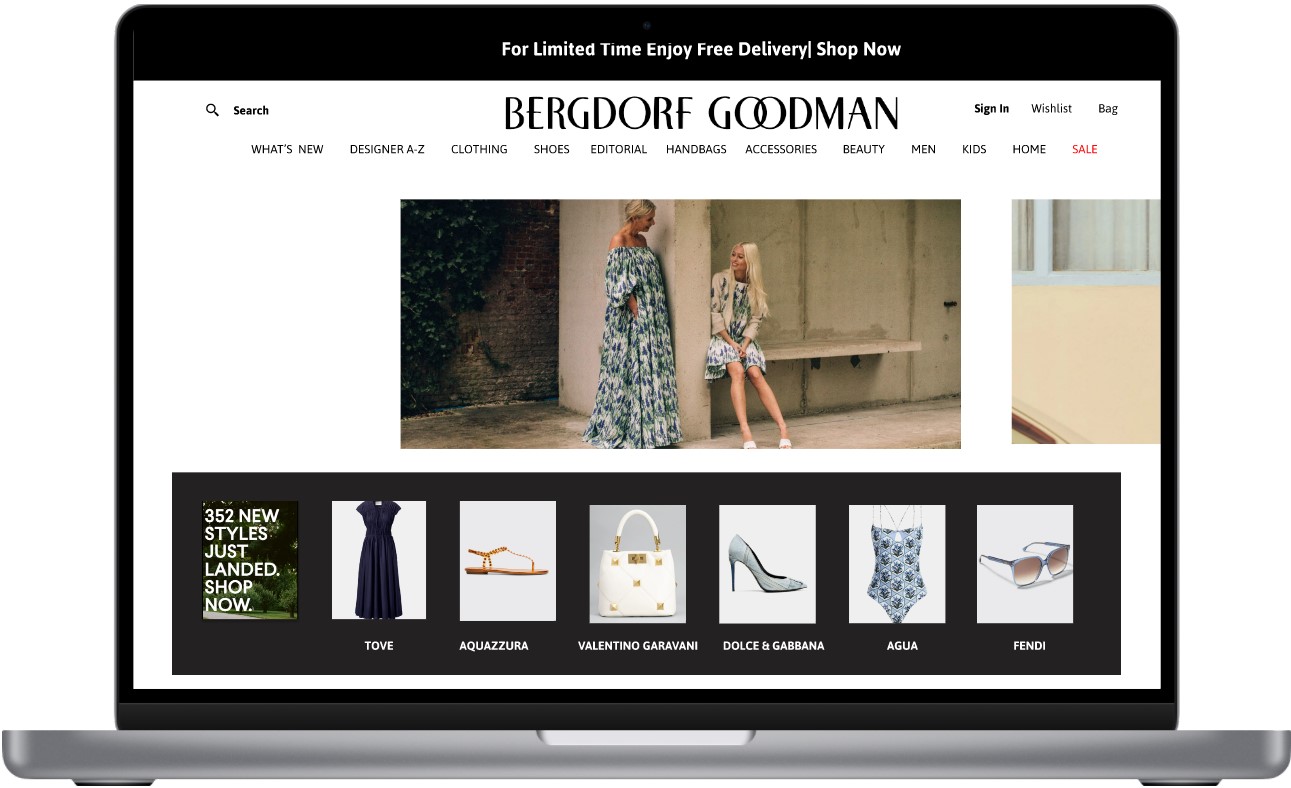 For Limited Time Enjoy Free Delivery| Shop Now
Search
BERGDORF GOODMAN
Sign In Wishlist Bag
WHAT'S NEW DESIGNER A-Z CLOTHING SHOES EDITORIAL HANDBAGS ACCESSORIES BEAUTY MEN KIDS HOME SALE
352 NEW
STYLES
JUST
LANDED.
SHOP
NOW.
TOVE AQUAZZURA VALENTINO GARAVANI DOLCE & GABBANA AGUA FENDI